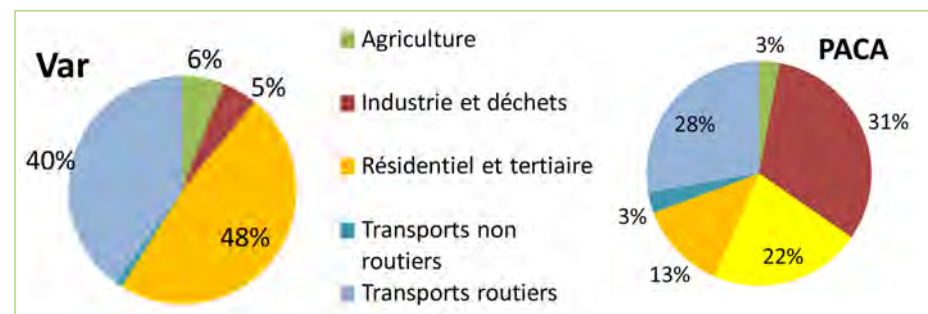 Var
6%
5%
40%
48%
Agriculture
Industrie et déchets
Résidentiel et tertiaire
Transports non
routiers
Transports routiers
PACA
3%
31%
28%
3%
13%
22%